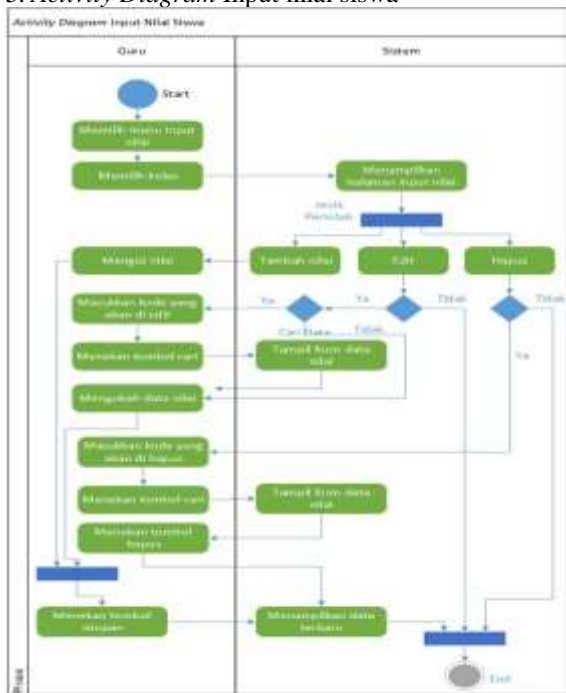 3. Activity Diagram Input nilai siswa
Activity Diagram Input Nilai Siswa
Guru
Sistem
Start
Memilih menu Input
nilai
Memilih kelas
Menampilkan
halaman input nilai
Jenis
Perintah
Mengisi nilai
Tambah nilai
Edit
Hapus
Masukkan kode yang
akan di edit
Ya
Ya
Tidak
Tidak
Cari Data
Tidak
Ya
Menekan tombol cari
Tampil form data
nilai
Mengubah data nilai
Masukkan kode yang
akan di hapus
Menekan tombol cari
Tampil form data
nilai
Menekan tombol
hapus
Menekan tombol
simpan
Menampilkan data
terbaru
End